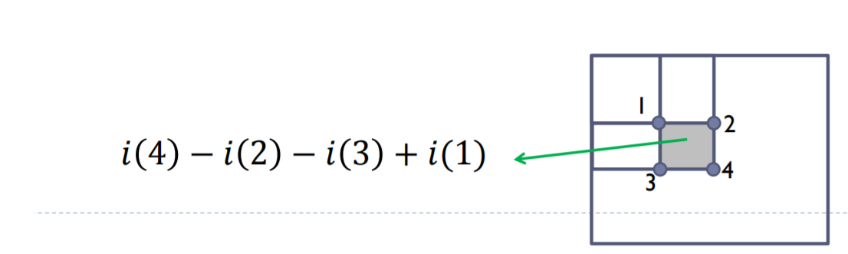 1
2
i(4) − i(2) − i(3) + i(1)
4
3